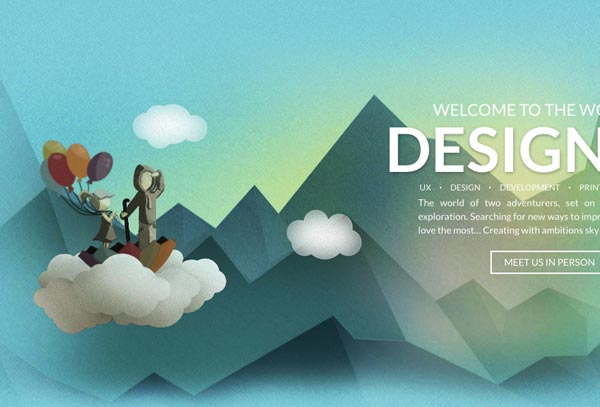 WELCOME TO THE WO
DESIGN
UX • DESIGN • DEVELOPMENT • PRIN
The world of two adventurers, set on
exploration. Searching for new ways to impr
love the most... Creating with ambitions sky
MEET US IN PERSON